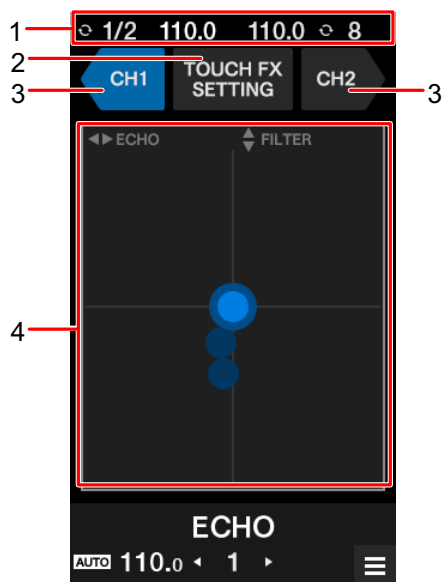 1 1/2 110.0 110.0 8
2 TOUCH FX
SETTING
3 CH1 CH2 3
ECHO FILTER
4
ECHO
AUTO 110.0 1